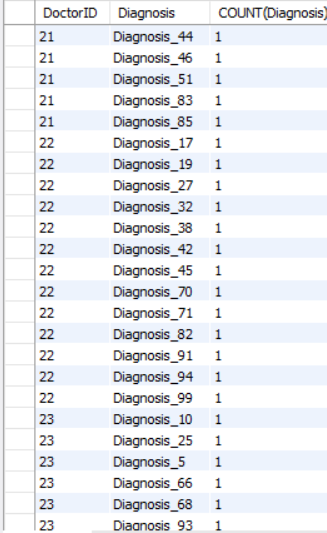 DoctorID Diagnosis COUNT(Diagnosis)
21 Diagnosis_44 1
21 Diagnosis_46 1
21 Diagnosis_51 1
21 Diagnosis_83 1
21 Diagnosis_85 1
22 Diagnosis_17 1
22 Diagnosis_19 1
22 Diagnosis_27 1
22 Diagnosis_32 1
22 Diagnosis_38 1
22 Diagnosis_42 1
22 Diagnosis_45 1
22 Diagnosis_70 1
22 Diagnosis_71 1
22 Diagnosis_82 1
22 Diagnosis_91 1
22 Diagnosis_94 1
22 Diagnosis_99 1
23 Diagnosis_10 1
23 Diagnosis_25 1
23 Diagnosis_5 1
23 Diagnosis_66 1
23 Diagnosis_68 1
23 Diagnosis_93 1